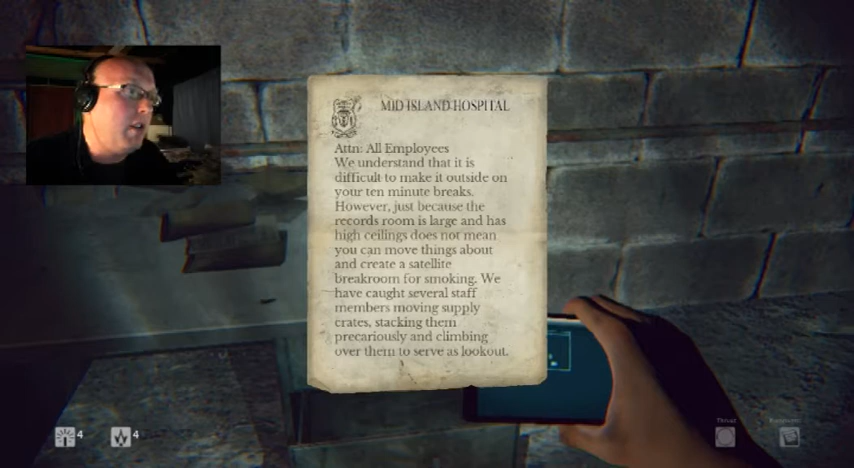 MID ISLAND HOSPITAL
Attn: All Employees
We understand that it is
difficult to make it outside on
your ten minute breaks.
However, just because the
records room is large and has
high ceilings does not mean
you can move things about
and create a satellite
breakroom for smoking. We
have caught several staff
members moving supply
crates, stacking them
precariously and climbing
over them to serve as lookout.
4
4